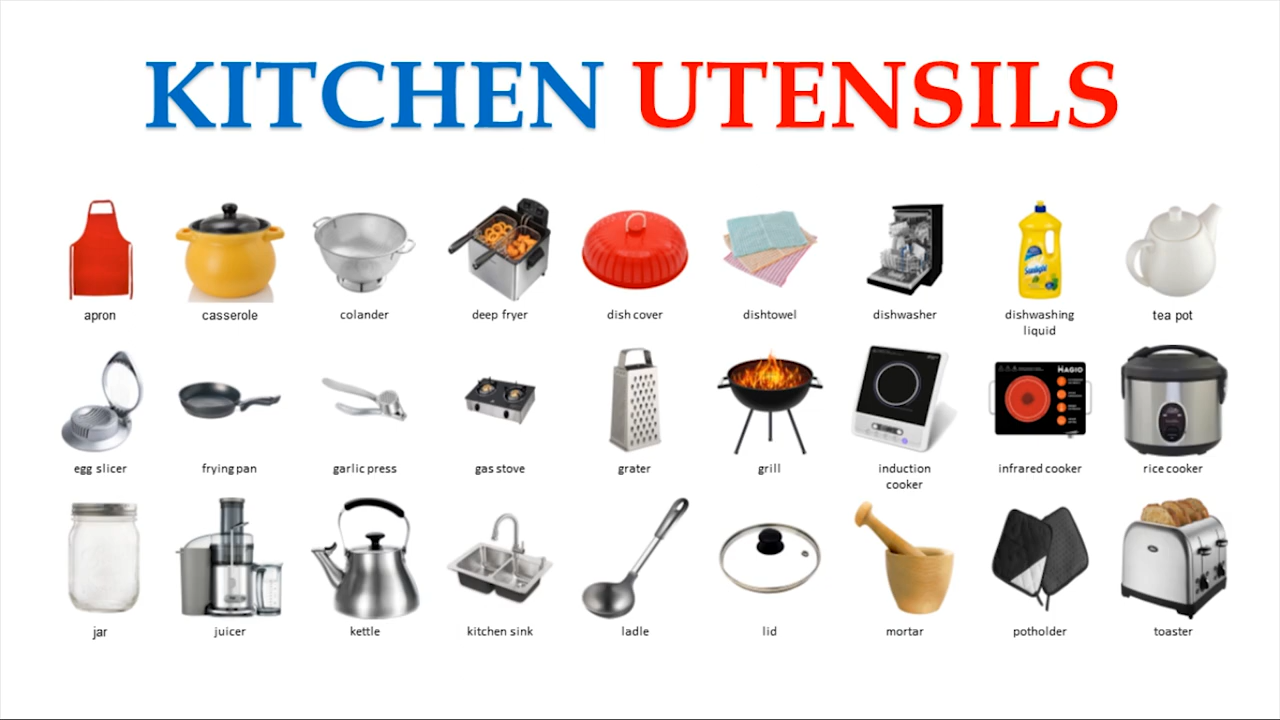 KITCHEN UTENSILS
apron
casserole
colander
deep fryer
dish cover
dishtowel
dishwasher
dishwashing
liquid
tea pot
Sunlight
egg slicer
frying pan
garlic press
gas stove
grater
grill
induction
cooker
infrared cooker
rice cooker
MAGIO
jar
juicer
kettle
kitchen sink
ladle
lid
mortar
potholder
toaster